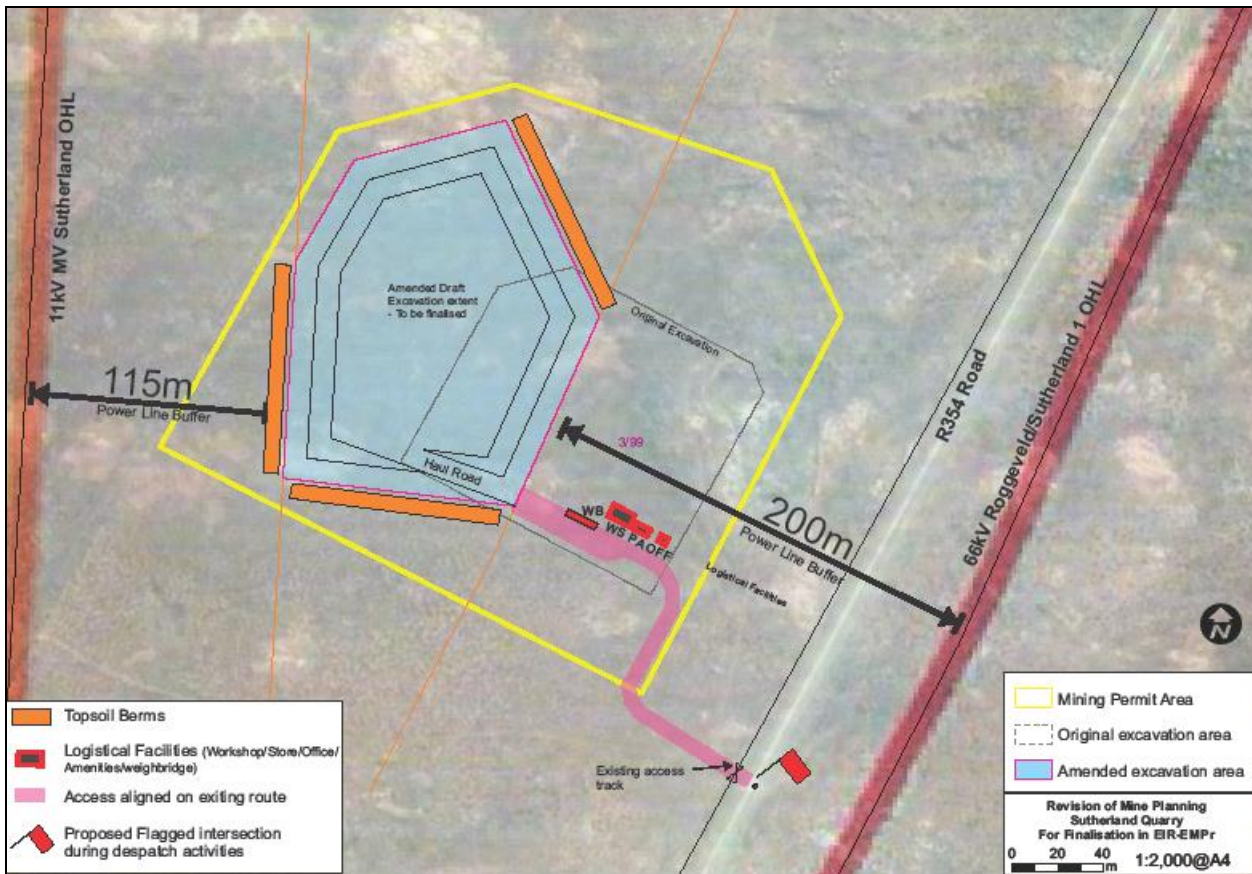 11kV MV Sutherland OHL
115m
Power Line Buffer
Amended Draft
Excavation extent
- To be finalised
Original Excavation
Haul Road
3/99
WB
WS PAOFF
Logistical Facilities
200m
Power Line Buffer
R354 Road
66kV Roggeveld/Sutherland 1 OHL
Existing access
track
N
Topsoil Berms
Logistical Facilities (Workshop/Store/Office/
Amenities/weighbridge)
Access aligned on exiting route
Proposed Flagged intersection
during despatch activities
Mining Permit Area
Original excavation area
Amended excavation area
Revision of Mine Planning
Sutherland Quarry
For Finalisation in EIR-EMPr
0 20 40
m 1:2,000@A4